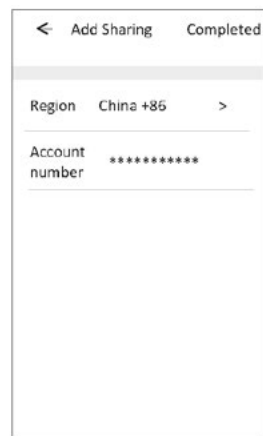 ← Add Sharing Completed
Region China +86 >
Account
number ***********